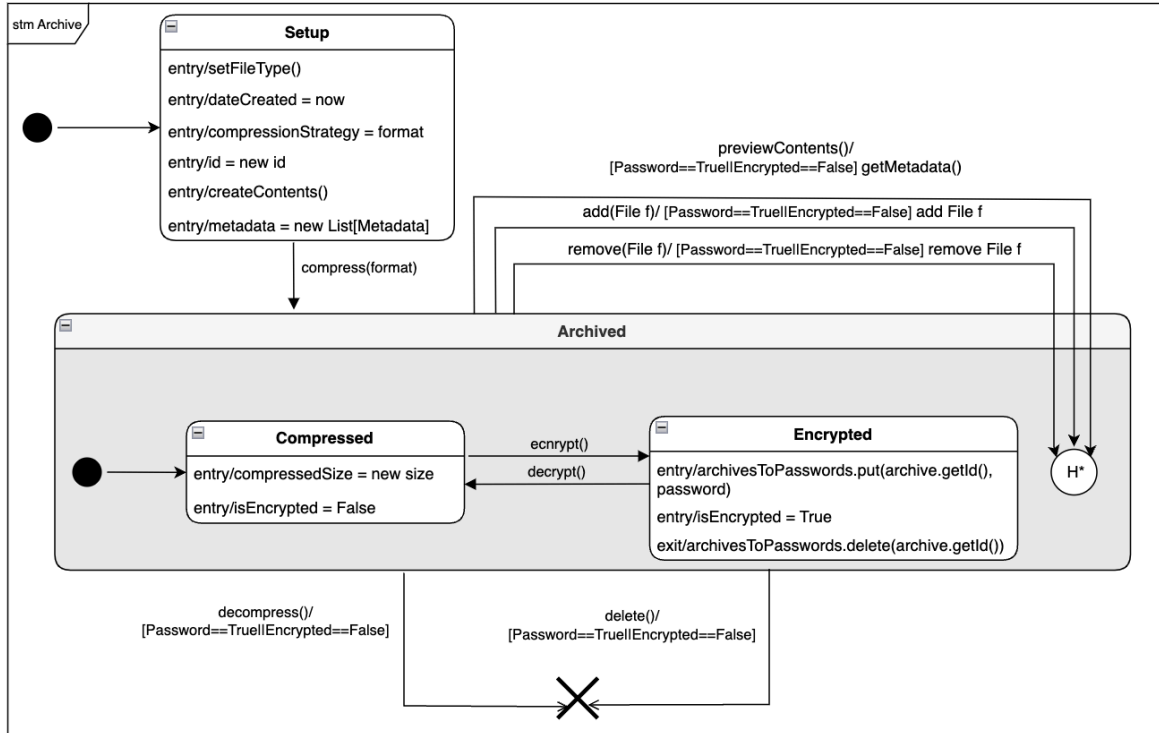 stm Archive
Setup
entry/setFileType()
entry/dateCreated = now
entry/compressionStrategy = format
entry/id = new id
entry/createContents()
entry/metadata = new List[Metadata]
compress(format)
previewContents()/
[Password==True||Encrypted==False] getMetadata()
add(File f)/ [Password==True||Encrypted==False] add File f
remove(File f)/ [Password==True||Encrypted==False] remove File f
Archived
Compressed
entry/compressedSize = new size
entry/isEncrypted = False
ecnrypt()
decrypt()
Encrypted
entry/archivesToPasswords.put(archive.getId(),
password)
entry/isEncrypted = True
exit/archivesToPasswords.delete(archive.getId())
H*
decompress()/
[Password==True||Encrypted==False]
delete()/
[Password==True||Encrypted==False]